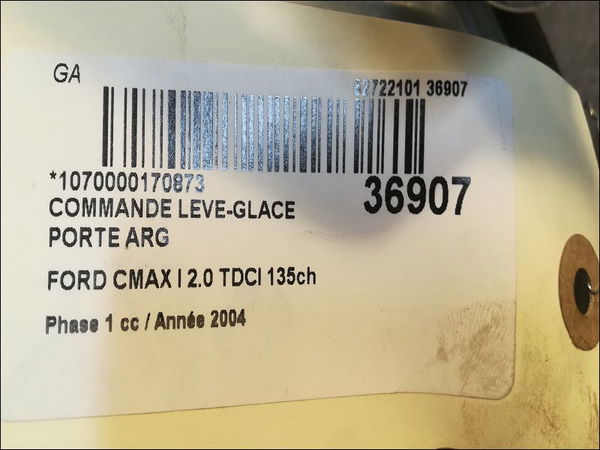 GA
22722101 36907
*1070000170873
36907
COMMANDE LEVE-GLACE
PORTE ARG
FORD CMAX I 2.0 TDCI 135ch
Phase 1 cc / Année 2004